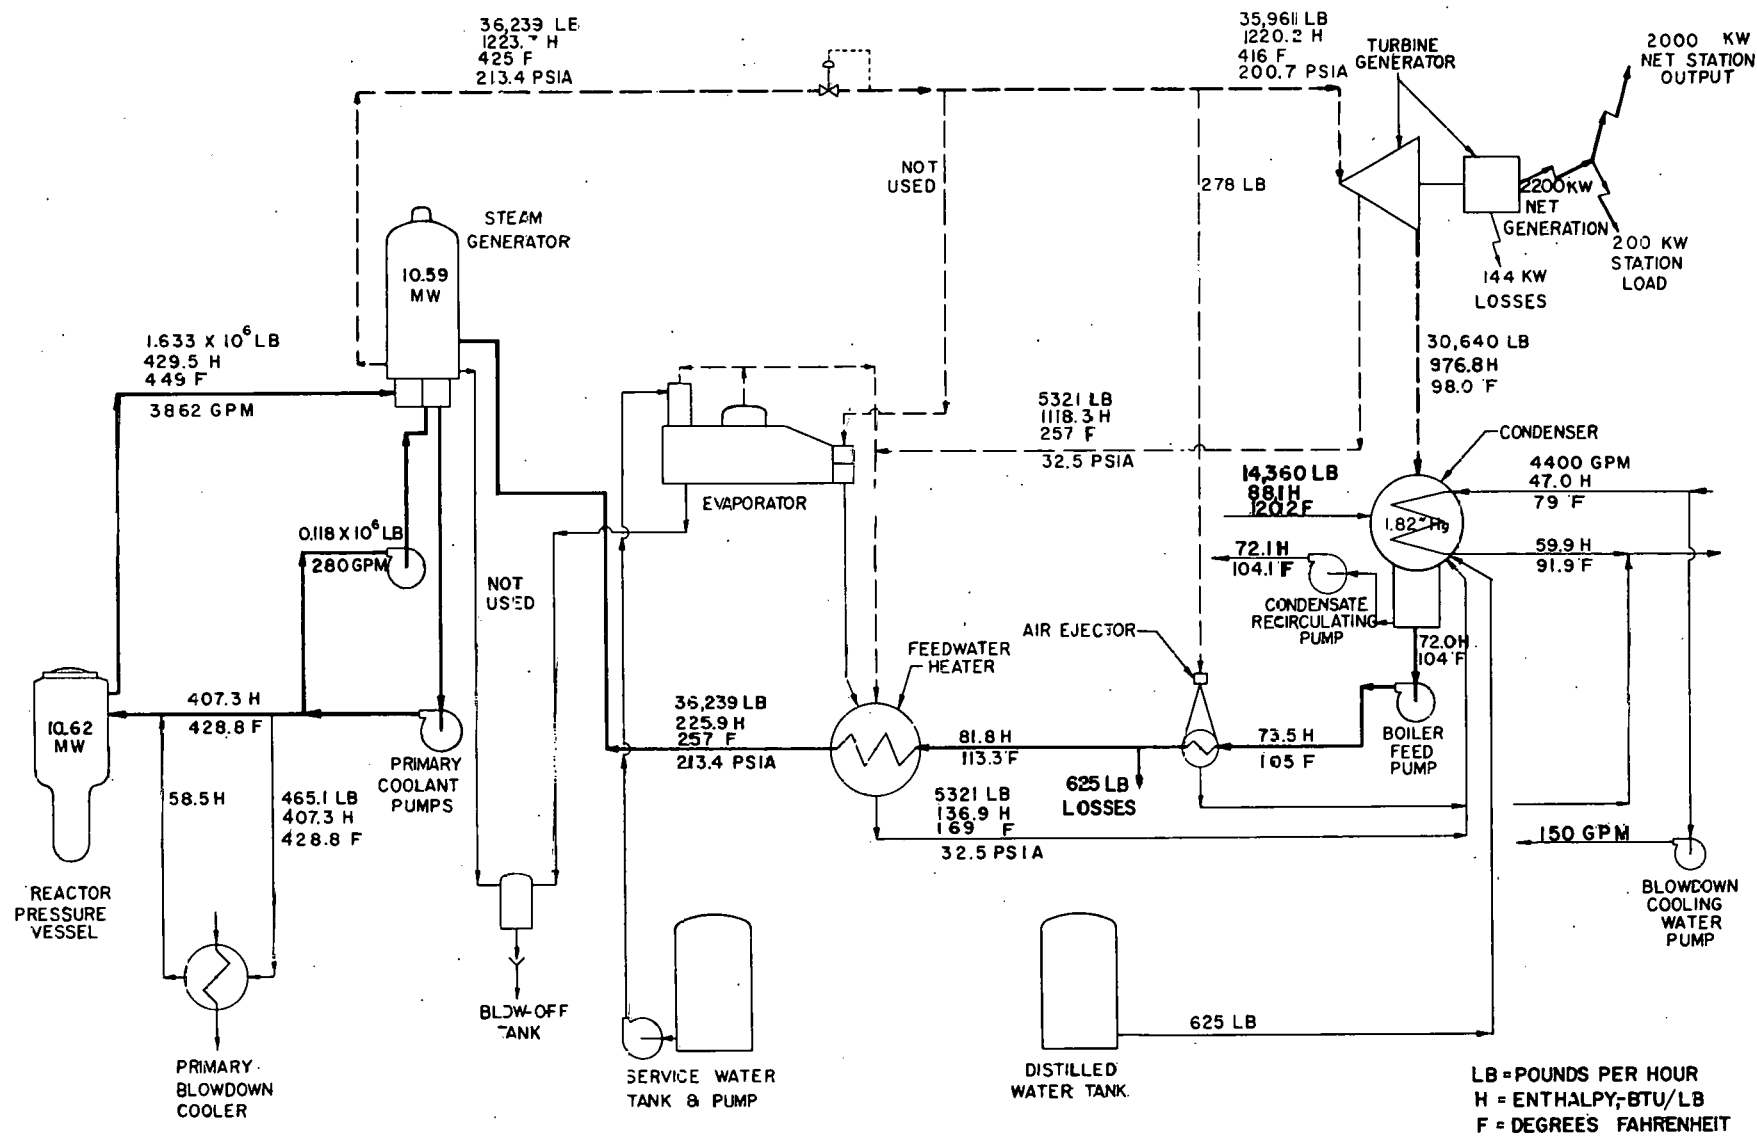 36,239 LB
1223.7 H
425 F
213.4 PSIA
35,961 LB
1220.2 H
416 F
200.7 PSIA
TURBINE
GENERATOR
2000 KW
NET STATION
OUTPUT
NOT
USED
278 LB
2200 KW
NET
GENERATION
200 KW
STATION
LOAD
144 KW
LOSSES
STEAM
GENERATOR
10.59
MW
1.633 X 10⁶ LB
429.5 H
449 F
3862 GPM
30,640 LB
976.8 H
98.0 F
5321 LB
1118.3 H
257 F
32.5 PSIA
CONDENSER
4400 GPM
47.0 H
79 F
14,360 LB
88.1 H
120.2 F
1.82" Hg
EVAPORATOR
0.118 X 10⁶ LB
280 GPM
NOT
USED
72.1 H
104.1 F
59.9 H
91.9 F
CONDENSATE
RECIRCULATING
PUMP
72.0 H
104 F
AIR EJECTOR
FEEDWATER
HEATER
407.3 H
428.8 F
10.62
MW
PRIMARY
COOLANT
PUMPS
36,239 LB
225.9 H
257 F
213.4 PSIA
81.8 H
113.3 F
73.5 H
105 F
BOILER
FEED
PUMP
625 LB
LOSSES
58.5 H
465.1 LB
407.3 H
428.8 F
5321 LB
136.9 H
169 F
32.5 PSIA
150 GPM
REACTOR
PRESSURE
VESSEL
BLOWDOWN
COOLING
WATER
PUMP
BLOW-OFF
TANK
625 LB
PRIMARY
BLOWDOWN
COOLER
SERVICE WATER
TANK & PUMP
DISTILLED
WATER TANK
LB = POUNDS PER HOUR
H = ENTHALPY,-BTU/LB
F = DEGREES FAHRENHEIT